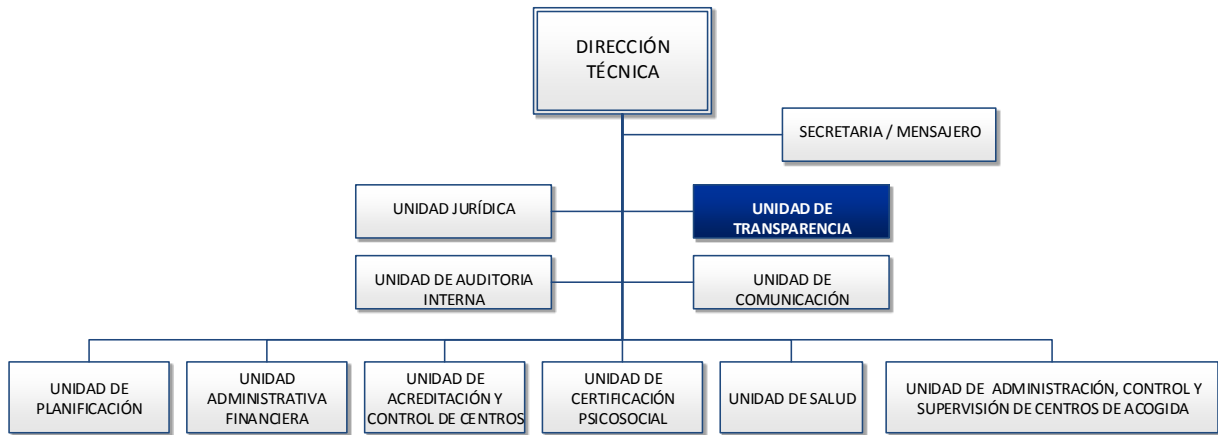 DIRECCIÓN
TÉCNICA
SECRETARIA / MENSAJERO
UNIDAD JURÍDICA
UNIDAD DE
TRANSPARENCIA
UNIDAD DE AUDITORIA
INTERNA
UNIDAD DE
COMUNICACIÓN
UNIDAD DE
PLANIFICACIÓN
UNIDAD
ADMINISTRATIVA
FINANCIERA
UNIDAD DE
ACREDITACIÓN Y
CONTROL DE CENTROS
UNIDAD DE
CERTIFICACIÓN
PSICOSOCIAL
UNIDAD DE SALUD
UNIDAD DE ADMINISTRACIÓN, CONTROL Y
SUPERVISIÓN DE CENTROS DE ACOGIDA